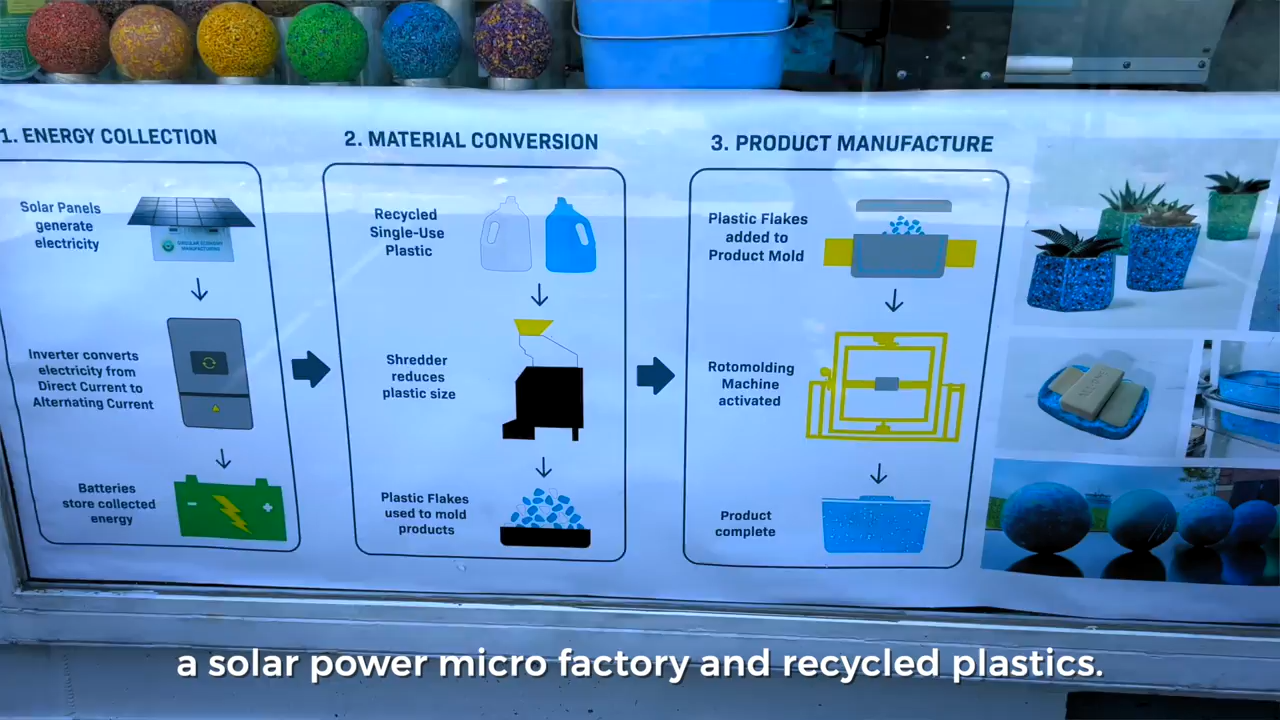 1. ENERGY COLLECTION
Solar Panels
generate
electricity
CIRCULAR ECONOMY
MANUFACTURING
Inverter converts
electricity from
Direct Current to
Alternating Current
Batteries
store collected
energy
2. MATERIAL CONVERSION
Recycled
Single-Use
Plastic
Shredder
reduces
plastic size
Plastic Flakes
used to mold
products
3. PRODUCT MANUFACTURE
Plastic Flakes
added to
Product Mold
Rotomolding
Machine
activated
Product
complete
a solar power micro factory and recycled plastics.